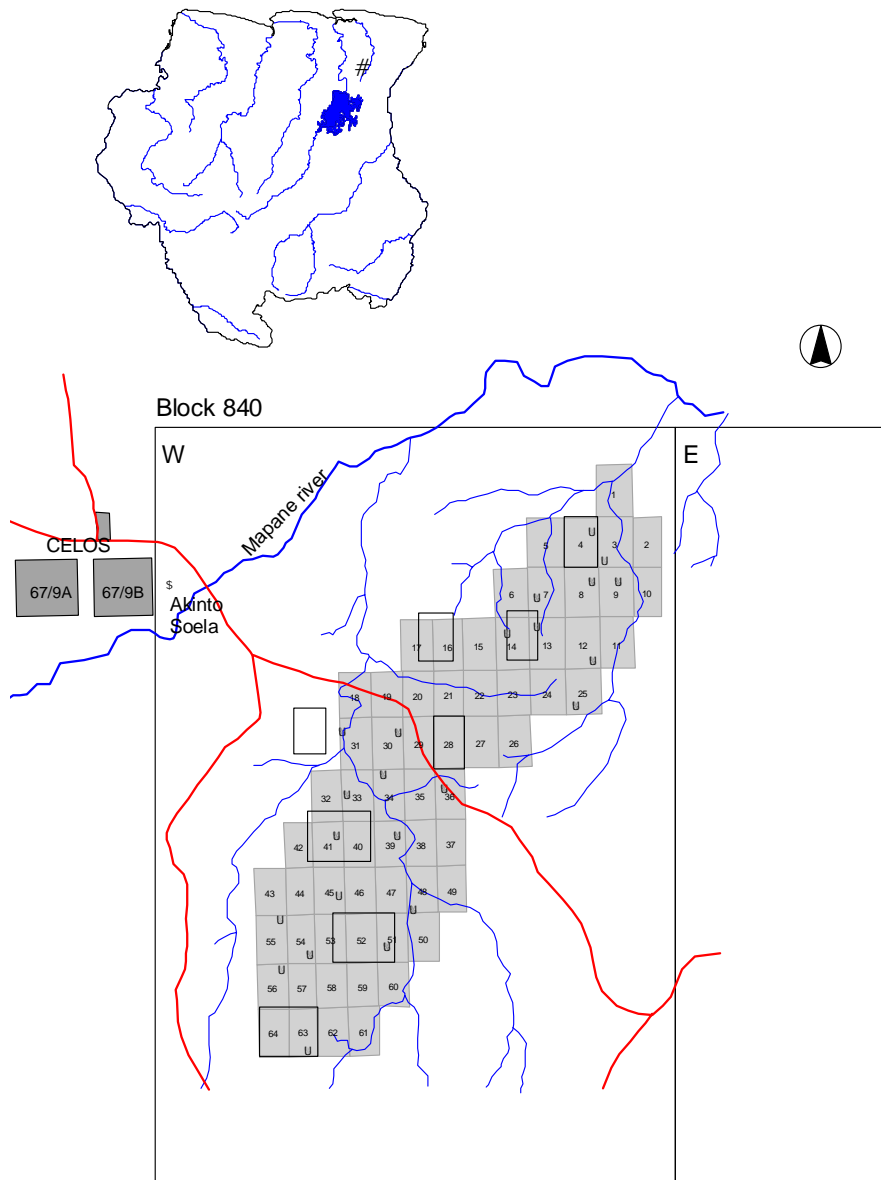 #
Block 840
W
E
Mapane river
1
CELOS
U
5
4
3
2
U
67/9A
67/9B
$
Akinto
Soela
U
U
6
U
7
8
9
10
U
U
17
16
15
14
13
12
11
U
18
19
20
21
22
23
24
25
U
U
U
31
30
29
28
27
26
U
U
U
32
33
34
35
36
U
U
42
41
40
39
38
37
43
44
45
U
46
47
48
49
U
U
55
54
53
52
51
50
U
U
U
56
57
58
59
60
64
63
62
61
U